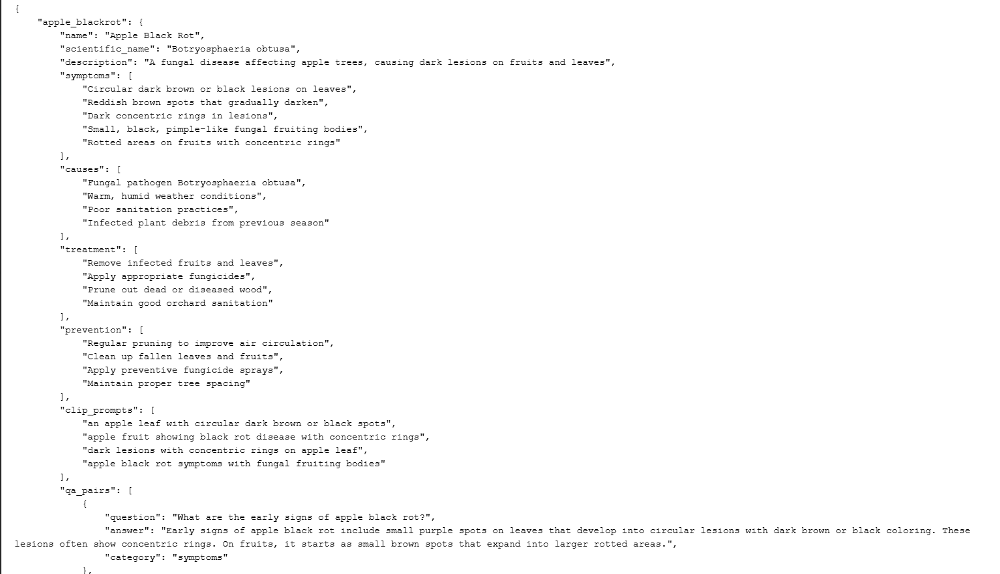 {
    "apple_blackrot": {
        "name": "Apple Black Rot",
        "scientific_name": "Botryosphaeria obtusa",
        "description": "A fungal disease affecting apple trees, causing dark lesions on fruits and leaves",
        "symptoms": [
            "Circular dark brown or black lesions on leaves",
            "Reddish brown spots that gradually darken",
            "Dark concentric rings in lesions",
            "Small, black, pimple-like fungal fruiting bodies",
            "Rotted areas on fruits with concentric rings"
        ],
        "causes": [
            "Fungal pathogen Botryosphaeria obtusa",
            "Warm, humid weather conditions",
            "Poor sanitation practices",
            "Infected plant debris from previous season"
        ],
        "treatment": [
            "Remove infected fruits and leaves",
            "Apply appropriate fungicides",
            "Prune out dead or diseased wood",
            "Maintain good orchard sanitation"
        ],
        "prevention": [
            "Regular pruning to improve air circulation",
            "Clean up fallen leaves and fruits",
            "Apply preventive fungicide sprays",
            "Maintain proper tree spacing"
        ],
        "clip_prompts": [
            "an apple leaf with circular dark brown or black spots",
            "apple fruit showing black rot disease with concentric rings",
            "dark lesions with concentric rings on apple leaf",
            "apple black rot symptoms with fungal fruiting bodies"
        ],
        "qa_pairs": [
            {
                "question": "What are the early signs of apple black rot?",
                "answer": "Early signs of apple black rot include small purple spots on leaves that develop into circular lesions with dark brown or black coloring. These
lesions often show concentric rings. On fruits, it starts as small brown spots that expand into larger rotted areas.",
                "category": "symptoms"
            },